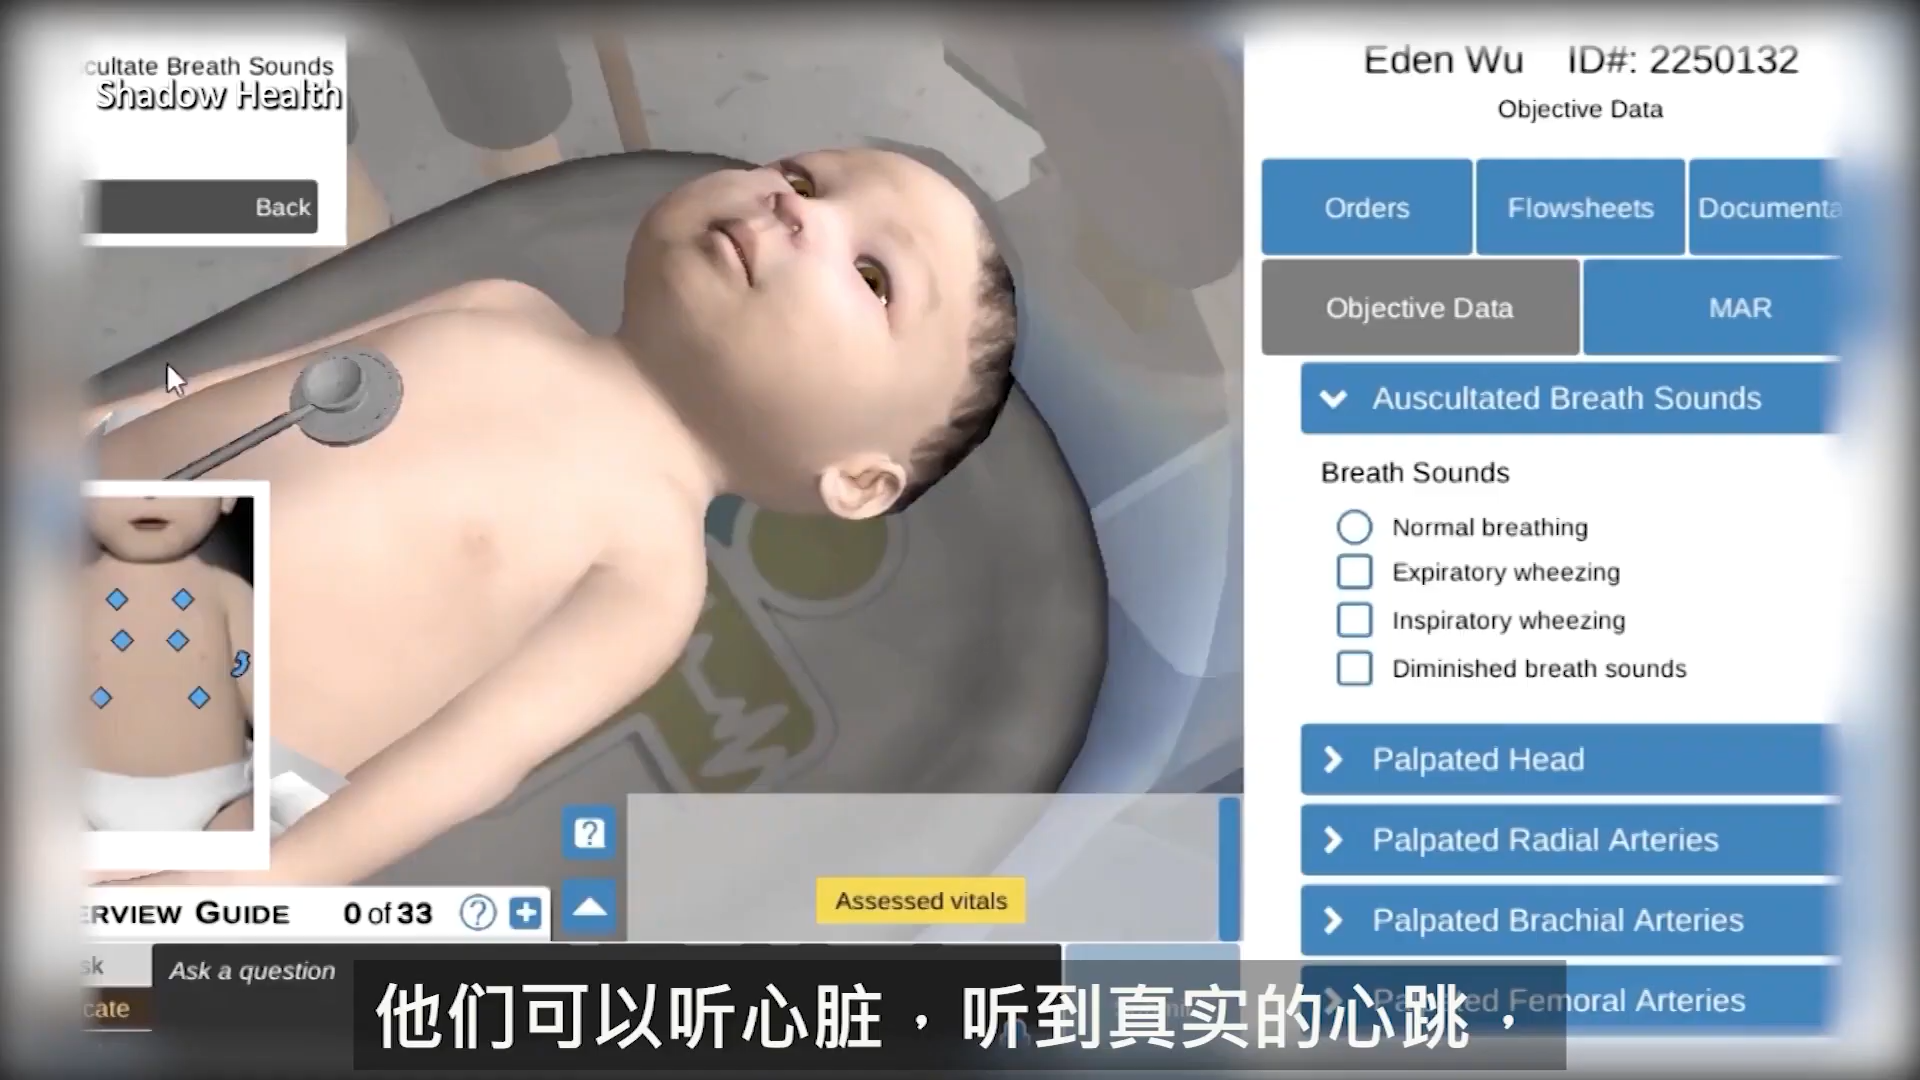 cultate Breath Sounds
Shadow Health
Back
Eden Wu ID#: 2250132
Objective Data
Orders Flowsheets Documenta
Objective Data MAR
Auscultated Breath Sounds
Breath Sounds
Normal breathing
Expiratory wheezing
Inspiratory wheezing
Diminished breath sounds
Palpated Head
Palpated Radial Arteries
Palpated Brachial Arteries
Palpated Femoral Arteries
Assessed vitals
ERVIEW GUIDE 0 of 33
sk
Ask a question
cate
他们可以听心脏，听到真实的心跳，